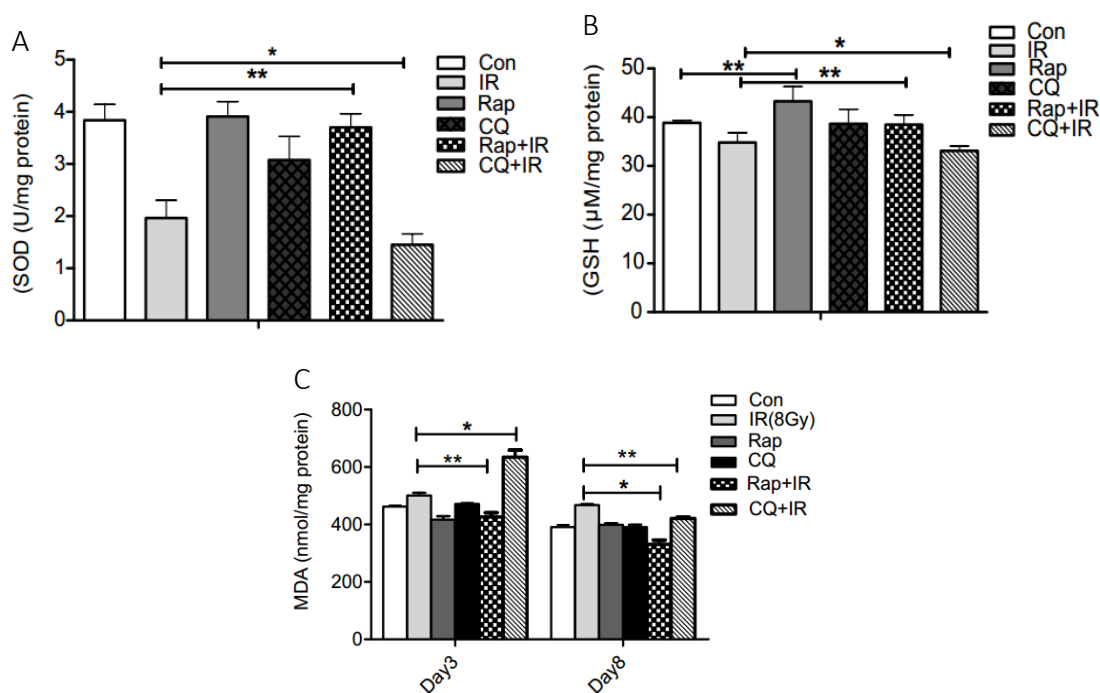 A
(SOD (U/mg protein)
5
4
3
2
1
0
*
**
Con
IR
Rap
CQ
Rap+IR
CQ+IR
B
(GSH (µM/mg protein)
50
40
30
20
10
0
*
**
**
Con
IR
Rap
CQ
Rap+IR
CQ+IR
C
MDA (nmol/mg protein)
800
600
400
200
0
*
**
**
*
Day3
Day8
Con
IR(8Gy)
Rap
CQ
Rap+IR
CQ+IR